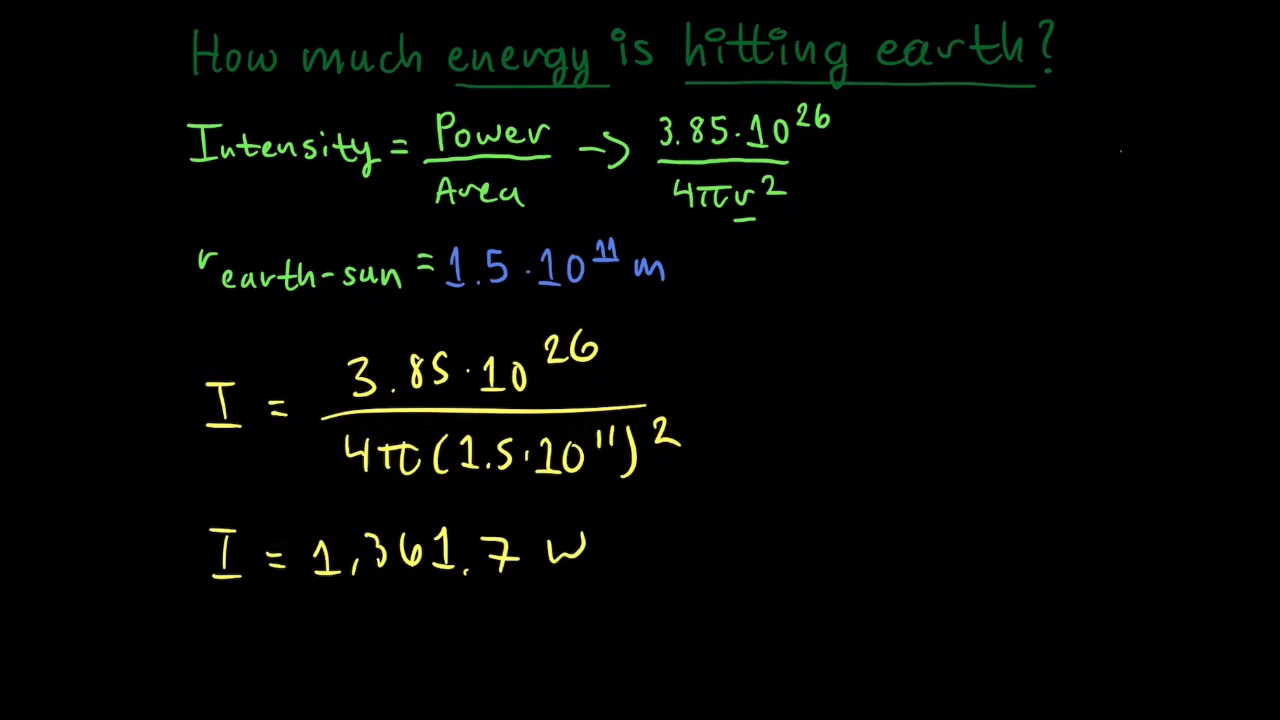 How much energy is hitting earth?
Intensity = Power/Area -> 3.85·10^26/4πr^2
r earth-sun = 1.5·10^11 m
I = 3.85·10^26/4π(1.5·10^11)^2
I = 1,361.7 W